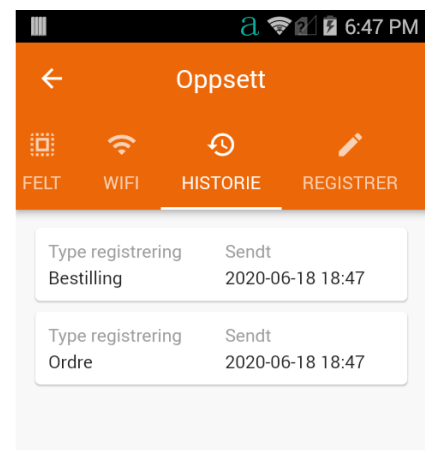 a 6:47 PM
Oppsett
FELT WIFI HISTORIE REGISTRER
Type registrering Sendt
Bestilling 2020-06-18 18:47
Type registrering Sendt
Ordre 2020-06-18 18:47